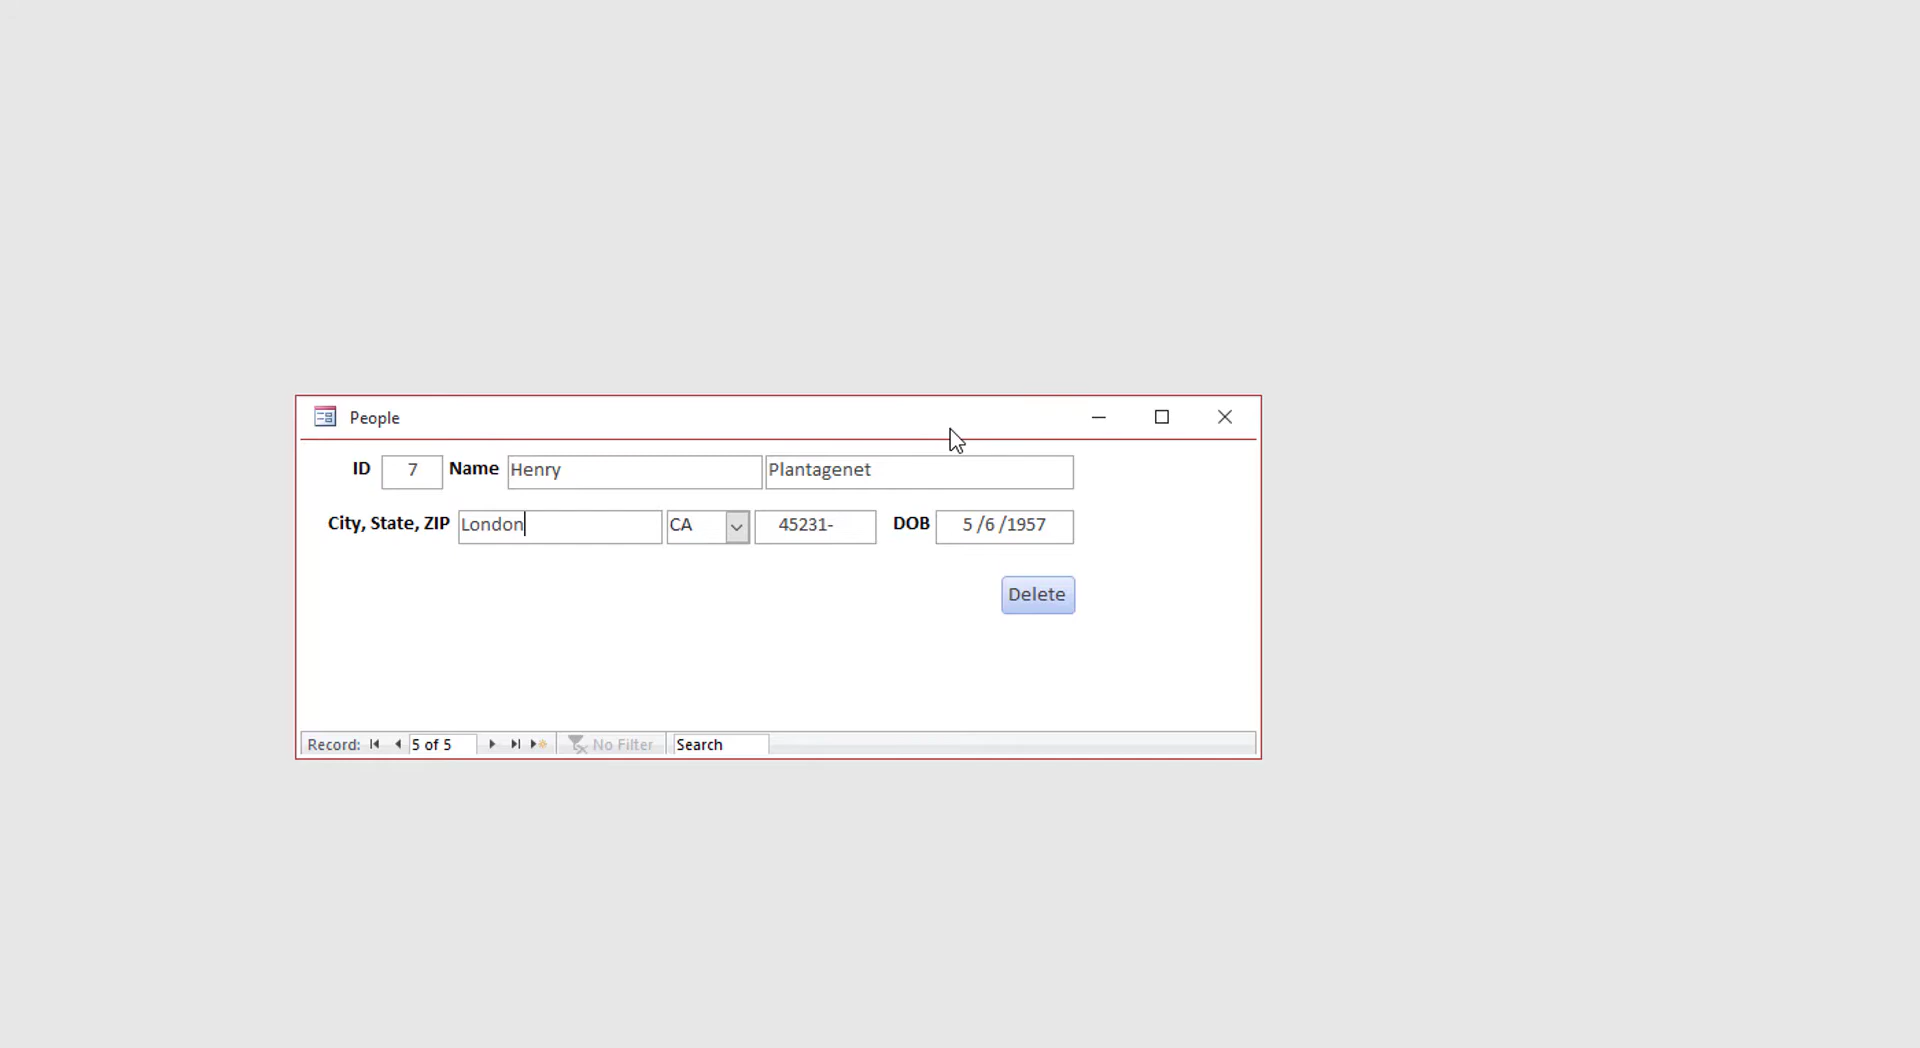 People
ID 7 Name Henry Plantagenet
City, State, ZIP London CA 45231- DOB 5 /6 /1957
Delete
Record: 5 of 5 No Filter Search